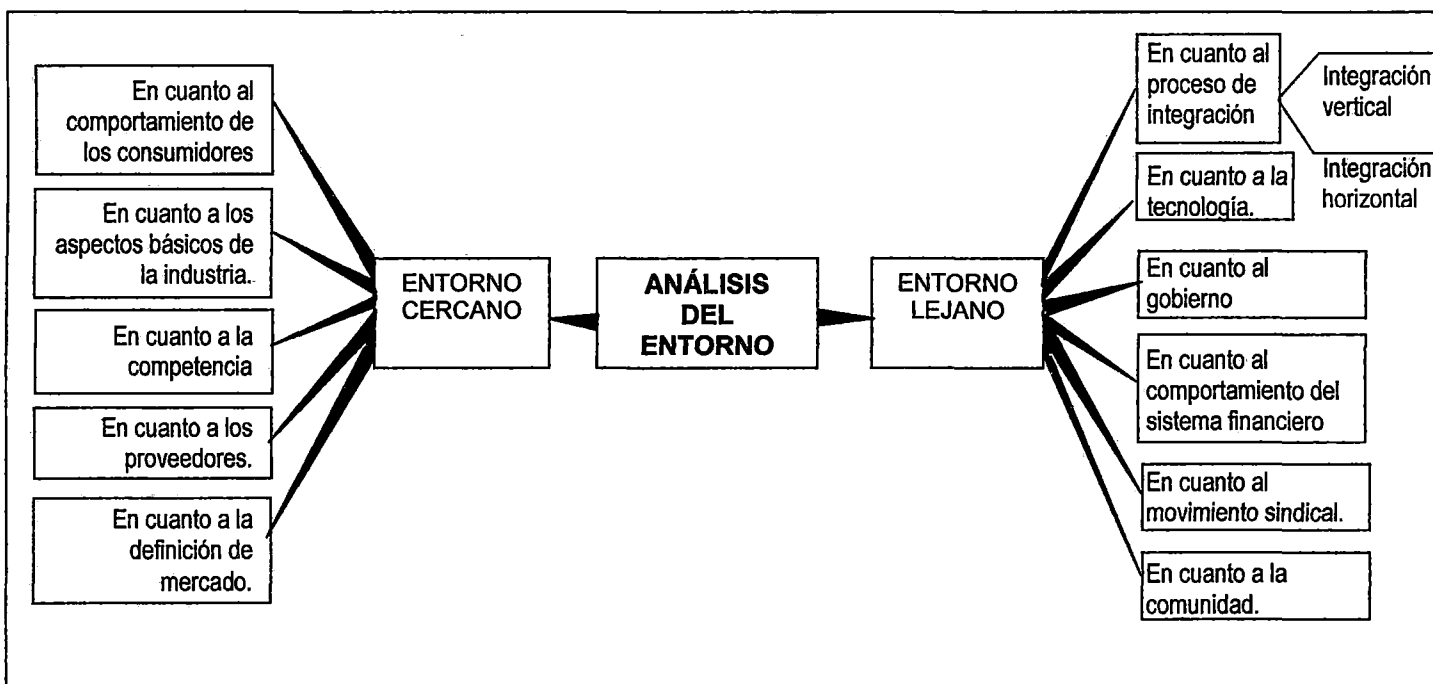 En cuanto al
comportamiento de
los consumidores
En cuanto a los
aspectos básicos de
la industria.
En cuanto a la
competencia
En cuanto a los
proveedores.
En cuanto a la
definición de
mercado.
ENTORNO
CERCANO
ANÁLISIS
DEL
ENTORNO
ENTORNO
LEJANO
En cuanto al
proceso de
integración
Integración
vertical
Integración
horizontal
En cuanto a la
tecnología.
En cuanto al
gobierno
En cuanto al
comportamiento del
sistema financiero
En cuanto al
movimiento sindical.
En cuanto a la
comunidad.